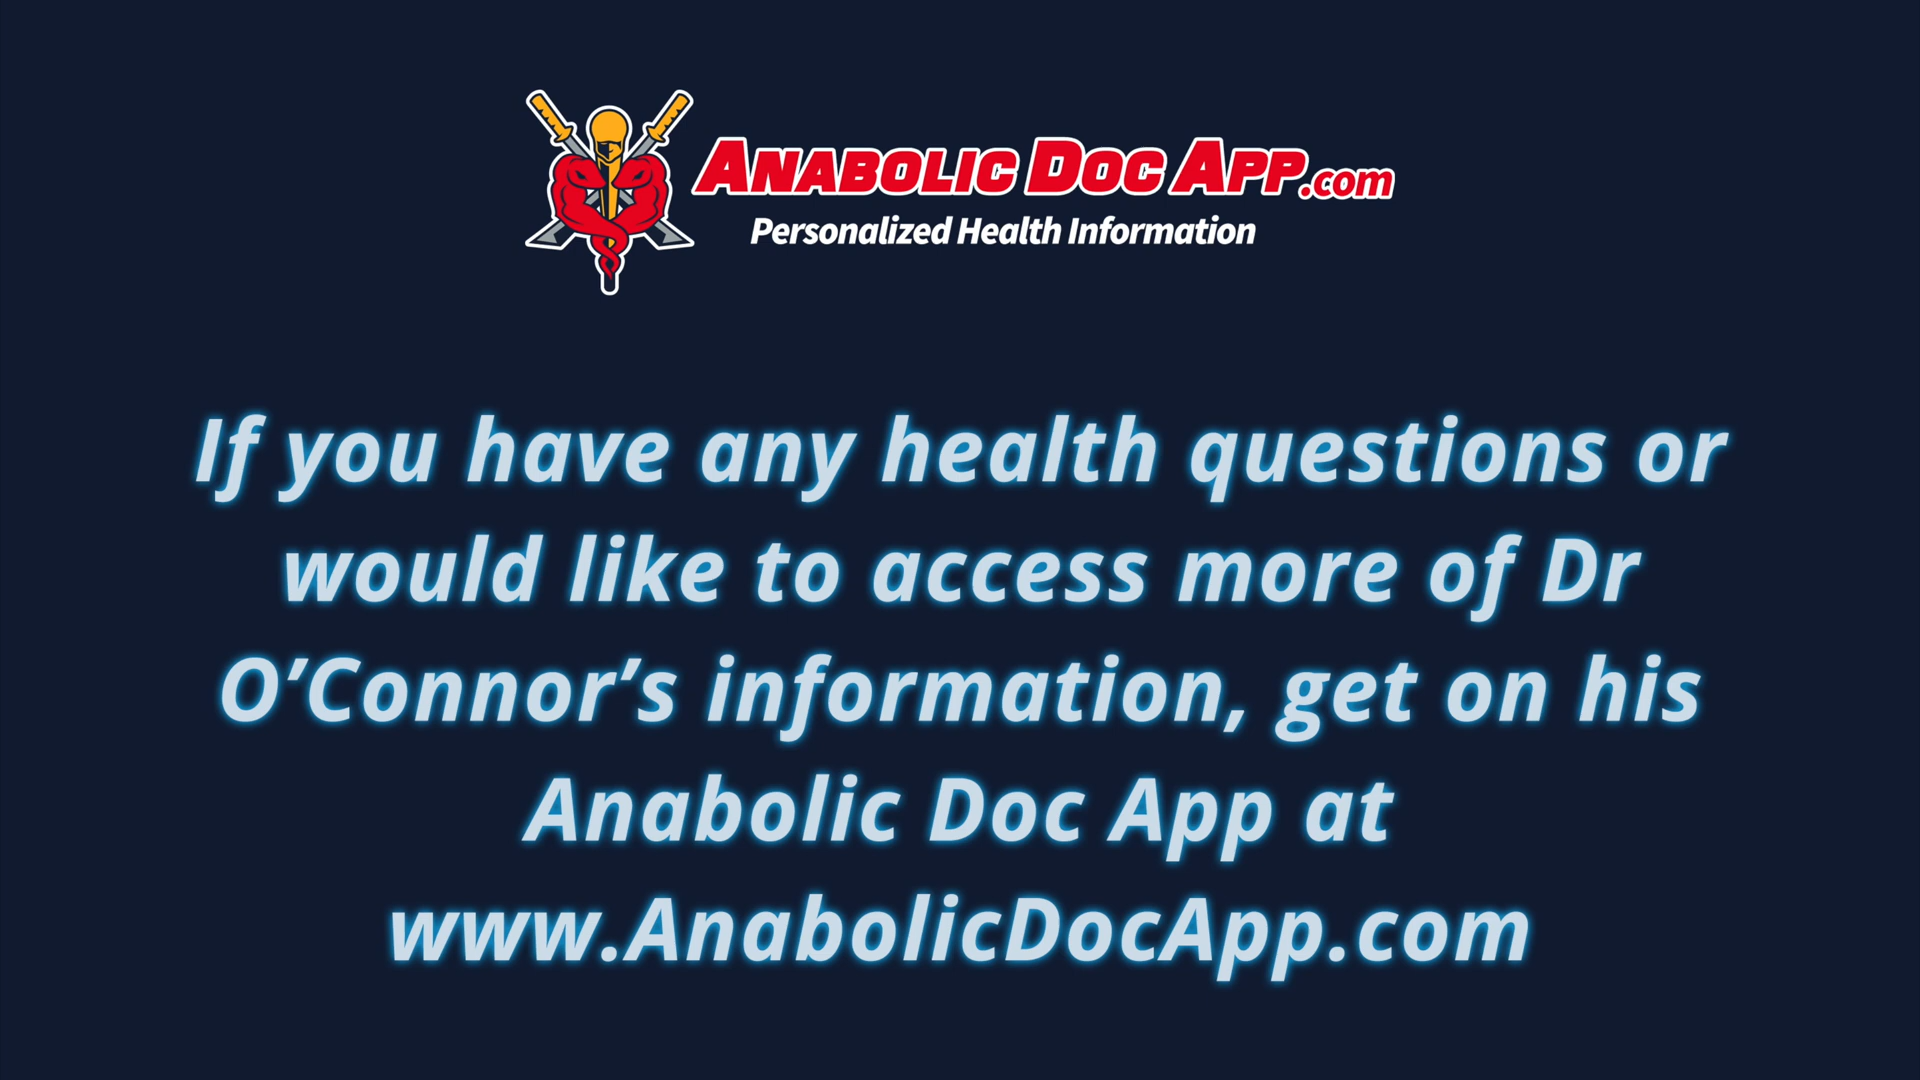 ANABOLIC DOC APP.com
Personalized Health Information
If you have any health questions or
would like to access more of Dr
O’Connor’s information, get on his
Anabolic Doc App at
www.AnabolicDocApp.com